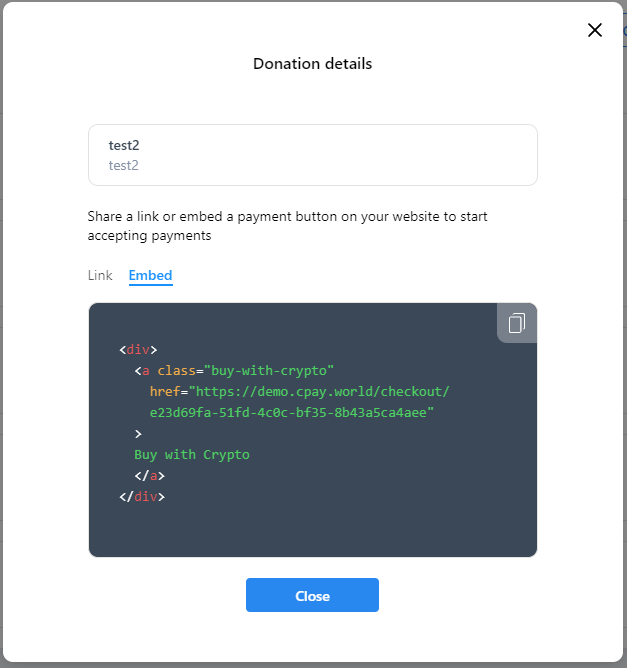 Donation details
test2
test2
Share a link or embed a payment button on your website to start
accepting payments
Link Embed
<div>
<a class="buy-with-crypto"
href="https://demo.cpay.world/checkout/
e23d69fa-51fd-4c0c-bf35-8b43a5ca4aee"
>
Buy with Crypto
</a>
</div>
Close